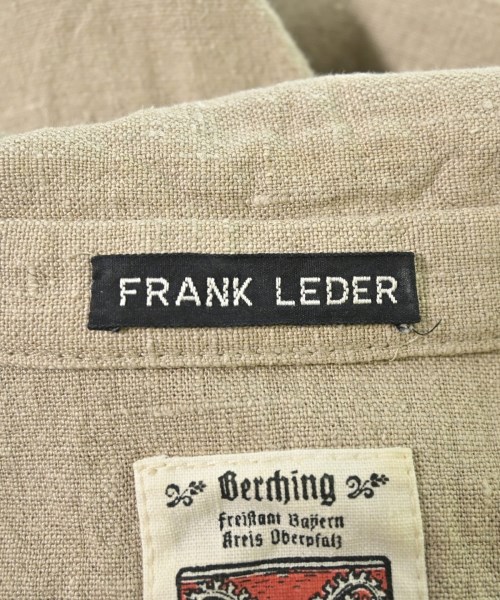 FRANK LEDER
Berching
Freistaat Bayern
Kreis Oberpfalz